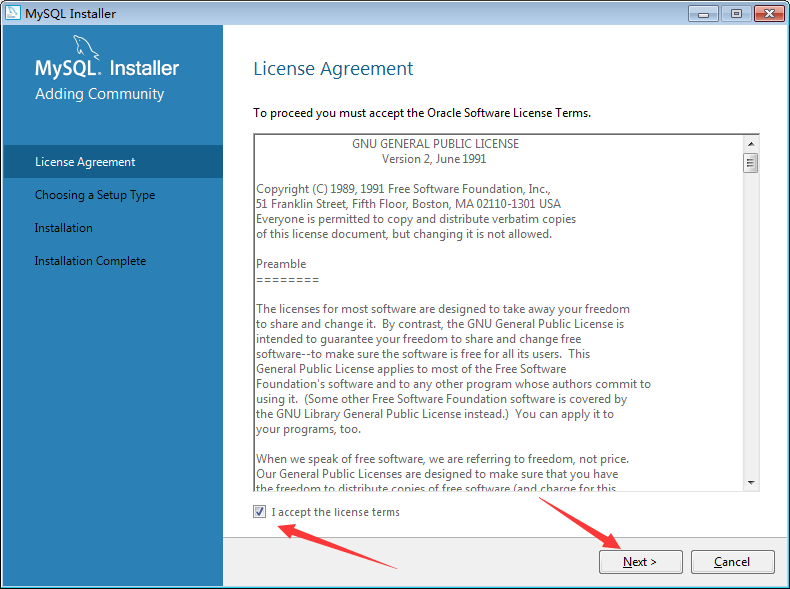 MySQL Installer
MySQL. Installer
Adding Community
License Agreement
Choosing a Setup Type
Installation
Installation Complete
License Agreement
To proceed you must accept the Oracle Software License Terms.
GNU GENERAL PUBLIC LICENSE
Version 2, June 1991
Copyright (C) 1989, 1991 Free Software Foundation, Inc.,
51 Franklin Street, Fifth Floor, Boston, MA 02110-1301 USA
Everyone is permitted to copy and distribute verbatim copies
of this license document, but changing it is not allowed.
Preamble
========
The licenses for most software are designed to take away your freedom
to share and change it.  By contrast, the GNU General Public License is
intended to guarantee your freedom to share and change free
software--to make sure the software is free for all its users.  This
General Public License applies to most of the Free Software
Foundation's software and to any other program whose authors commit to
using it.  (Some other Free Software Foundation software is covered by
the GNU Library General Public License instead.)  You can apply it to
your programs, too.
When we speak of free software, we are referring to freedom, not price.
Our General Public Licenses are designed to make sure that you have
the freedom to distribute copies of free software (and charge for this
I accept the license terms
Next >
Cancel